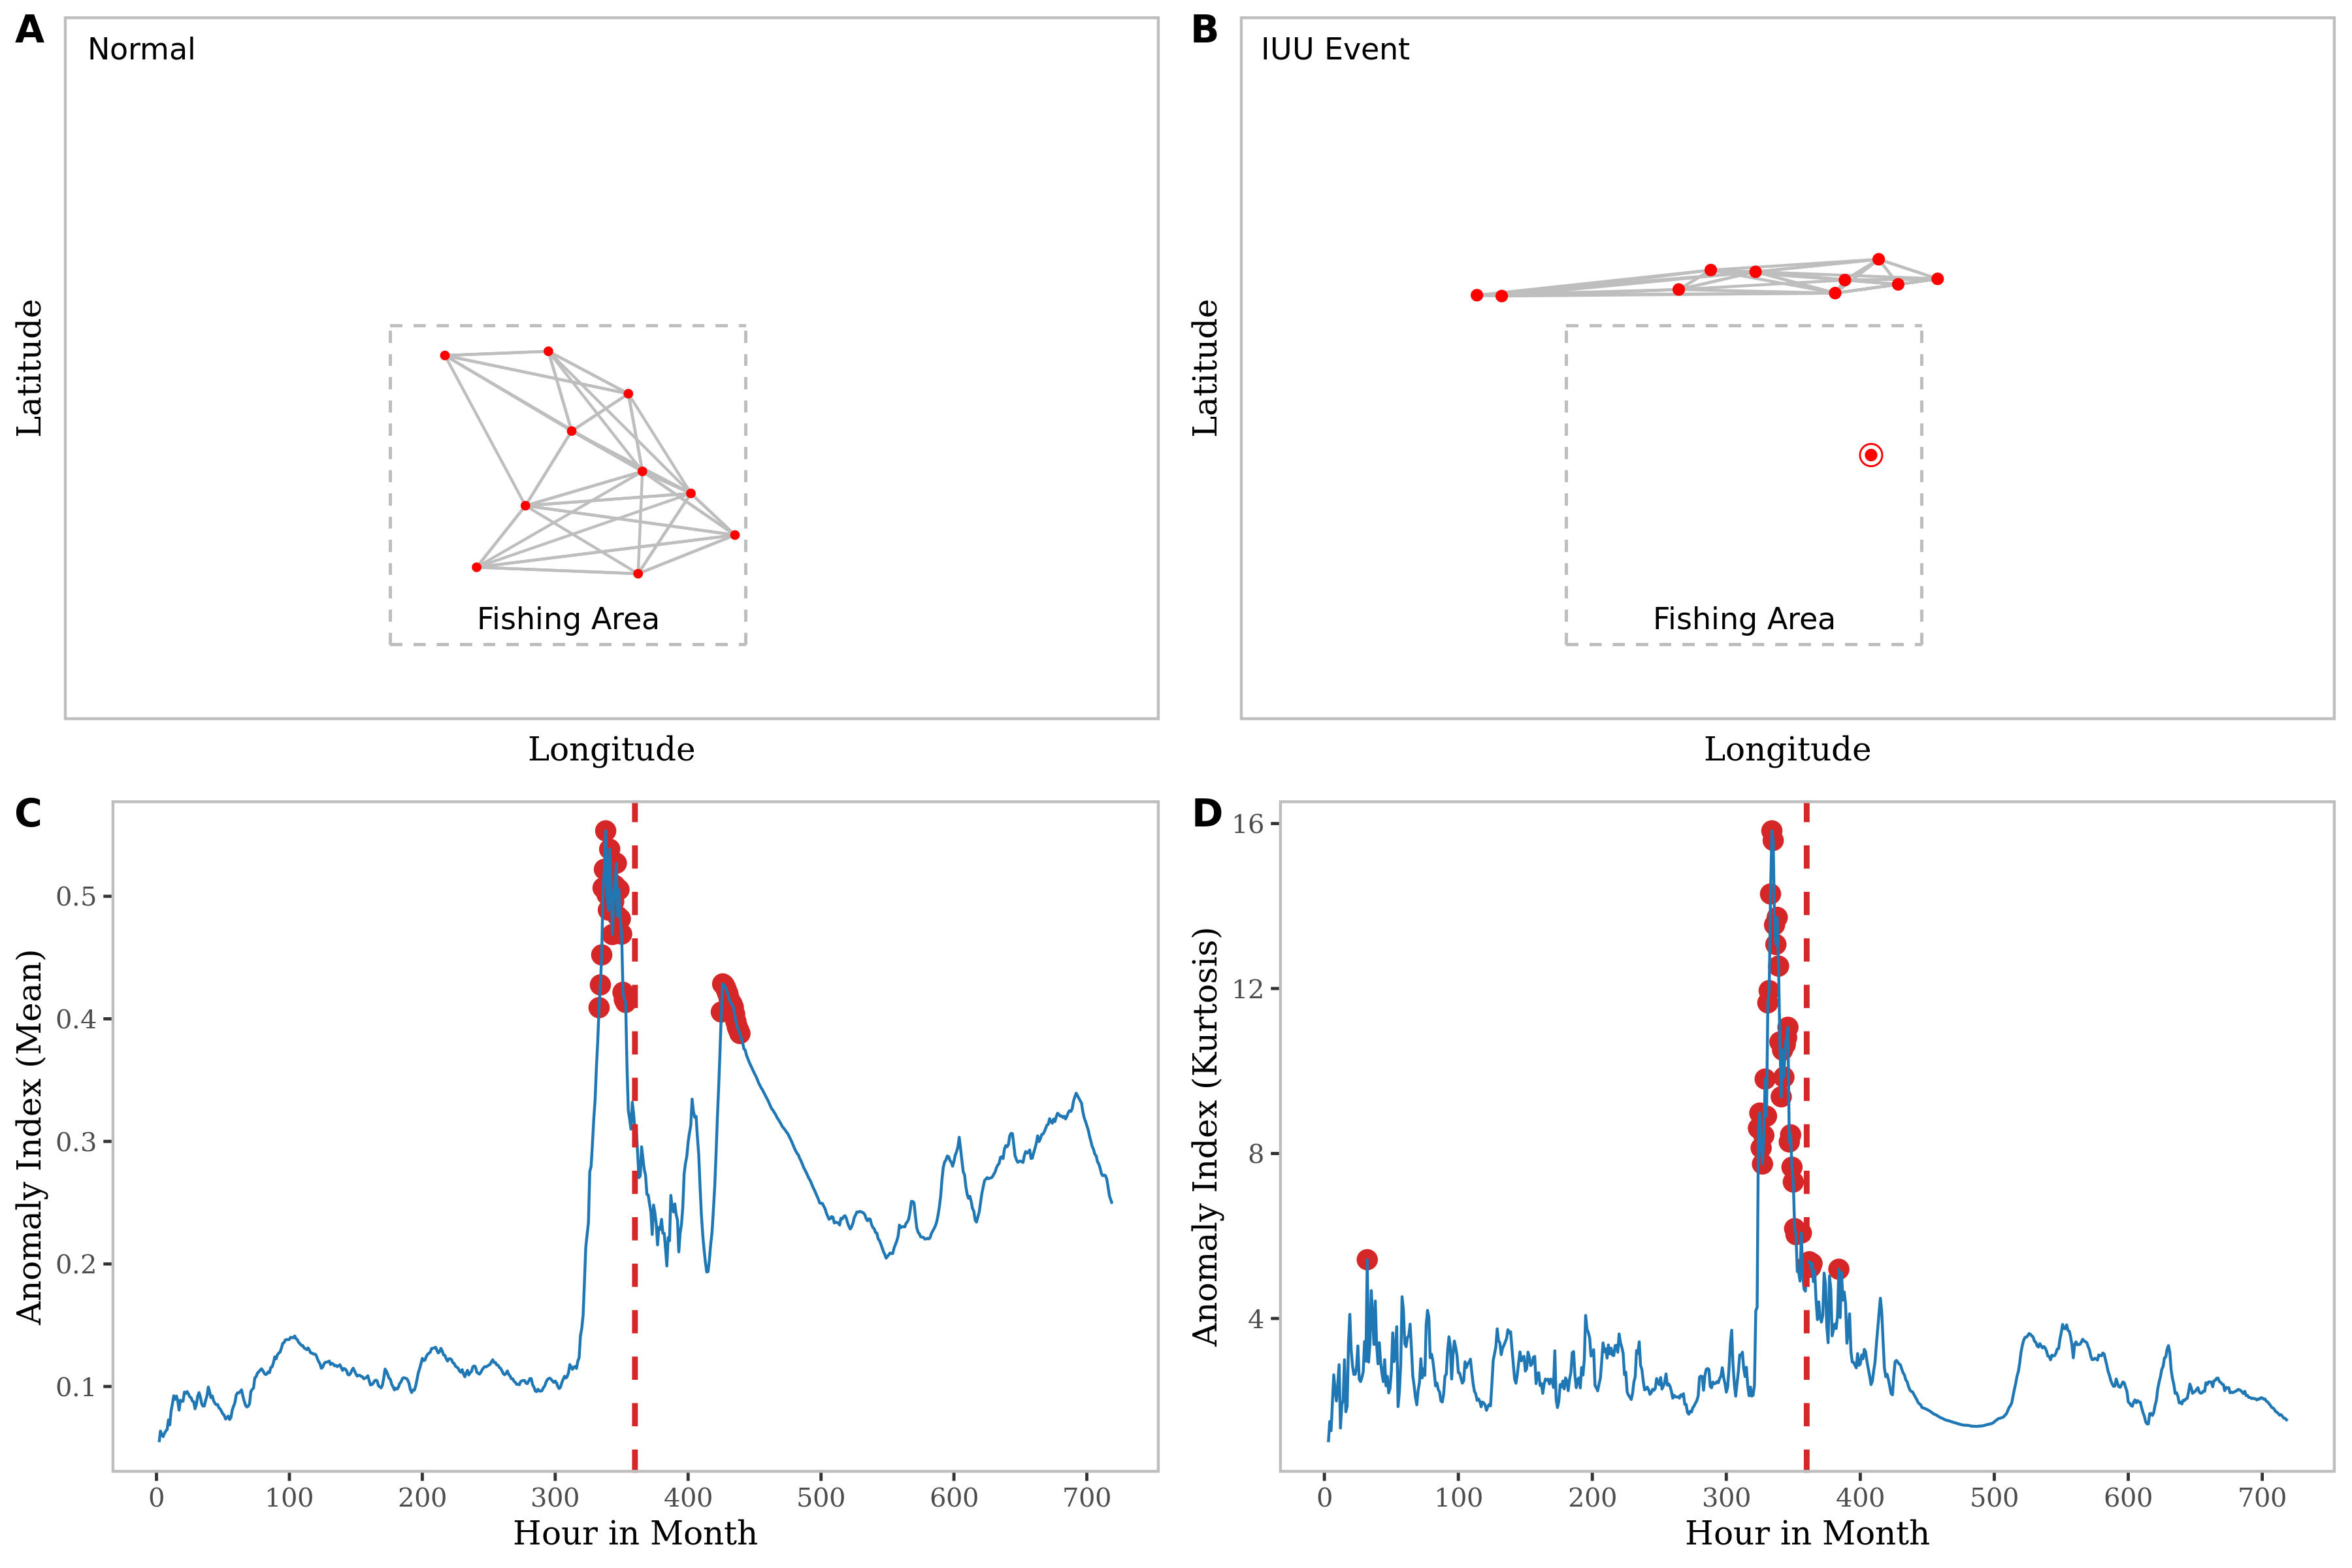 A
Normal
Latitude
Fishing Area
Longitude
B
IUU Event
Latitude
Fishing Area
Longitude
C
Anomaly Index (Mean)
0.5
0.4
0.3
0.2
0.1
0 100 200 300 400 500 600 700
Hour in Month
D
Anomaly Index (Kurtosis)
16
12
8
4
0 100 200 300 400 500 600 700
Hour in Month